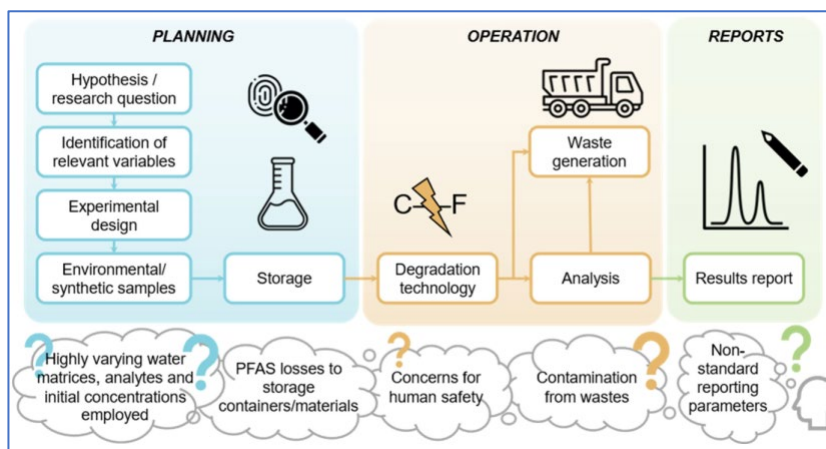 PLANNING
OPERATION
REPORTS
Hypothesis /
research question
Identification of
relevant variables
Experimental
design
Environmental/
synthetic samples
Storage
C
F
Degradation
technology
Waste
generation
Analysis
Results report
?
Highly varying water
matrices, analytes and
initial concentrations
employed
?
PFAS losses to
storage
containers/materials
?
Concerns for
human safety
Contamination
from wastes
?
Non-
standard
reporting
parameters
?